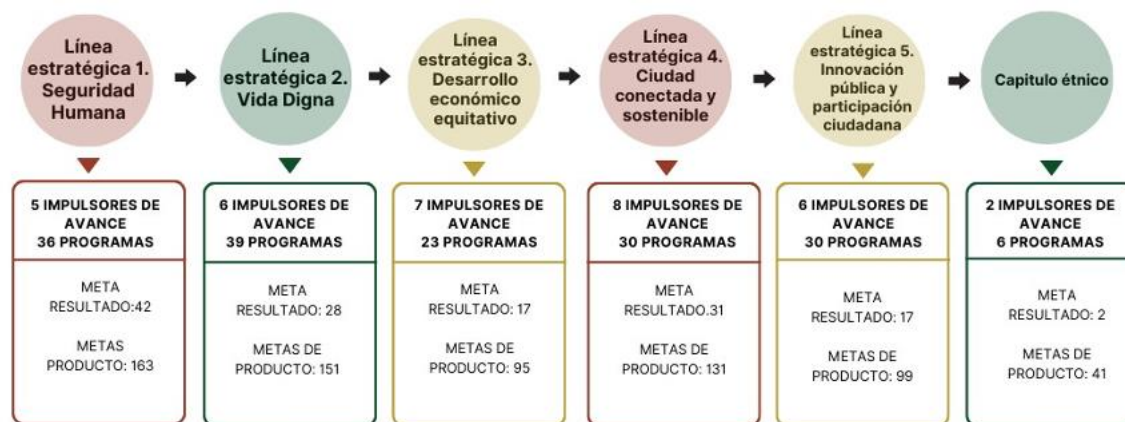 Línea
estratégica 1.
Seguridad
Humana
Línea
estratégica 2.
Vida Digna
Línea
estratégica 3.
Desarrollo
económico
equitativo
Línea
estratégica 4.
Ciudad
conectada y
sostenible
Línea
estratégica 5.
Innovación
pública y
participación
ciudadana
Capitulo étnico
5 IMPULSORES DE
AVANCE
36 PROGRAMAS
META
RESULTADO:42
METAS
PRODUCTO: 163
6 IMPULSORES DE
AVANCE
39 PROGRAMAS
META
RESULTADO: 28
METAS DE
PRODUCTO: 151
7 IMPULSORES DE
AVANCE
23 PROGRAMAS
META
RESULTADO: 17
METAS DE
PRODUCTO: 95
8 IMPULSORES DE
AVANCE
30 PROGRAMAS
META
RESULTADO.31
METAS DE
PRODUCTO: 131
6 IMPULSORES DE
AVANCE
30 PROGRAMAS
META
RESULTADO: 17
METAS DE
PRODUCTO: 99
2 IMPULSORES DE
AVANCE
6 PROGRAMAS
META
RESULTADO: 2
METAS DE
PRODUCTO: 41